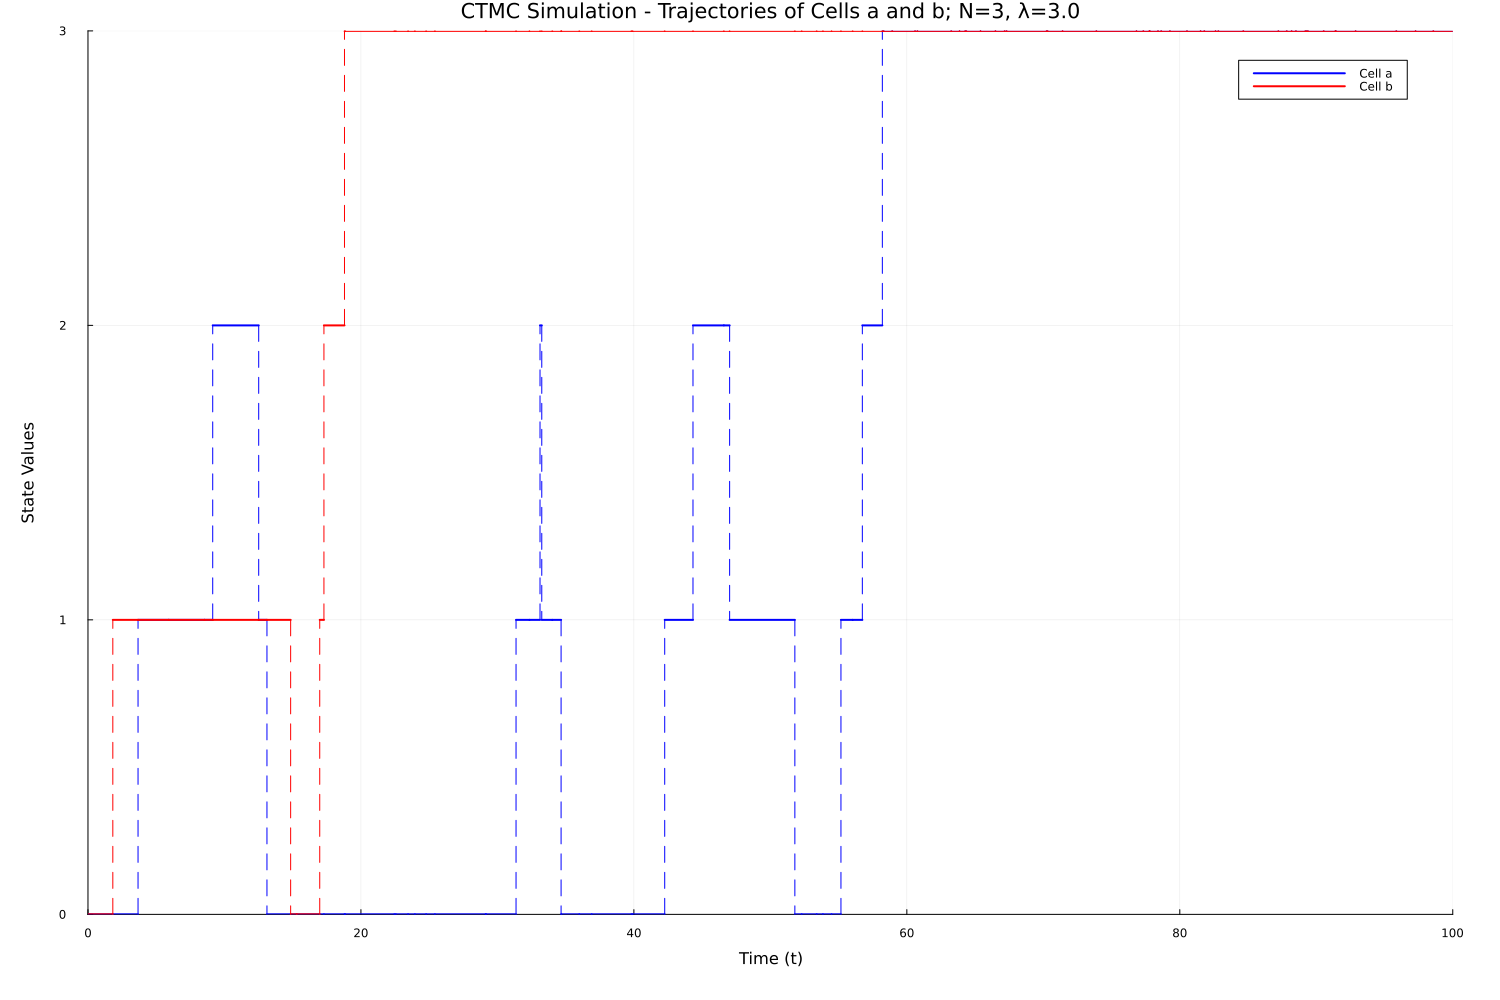 CTMC Simulation - Trajectories of Cells a and b; N=3, λ=3.0
3
Cell a
Cell b
2
State Values
1
0
0 20 40 60 80 100
Time (t)